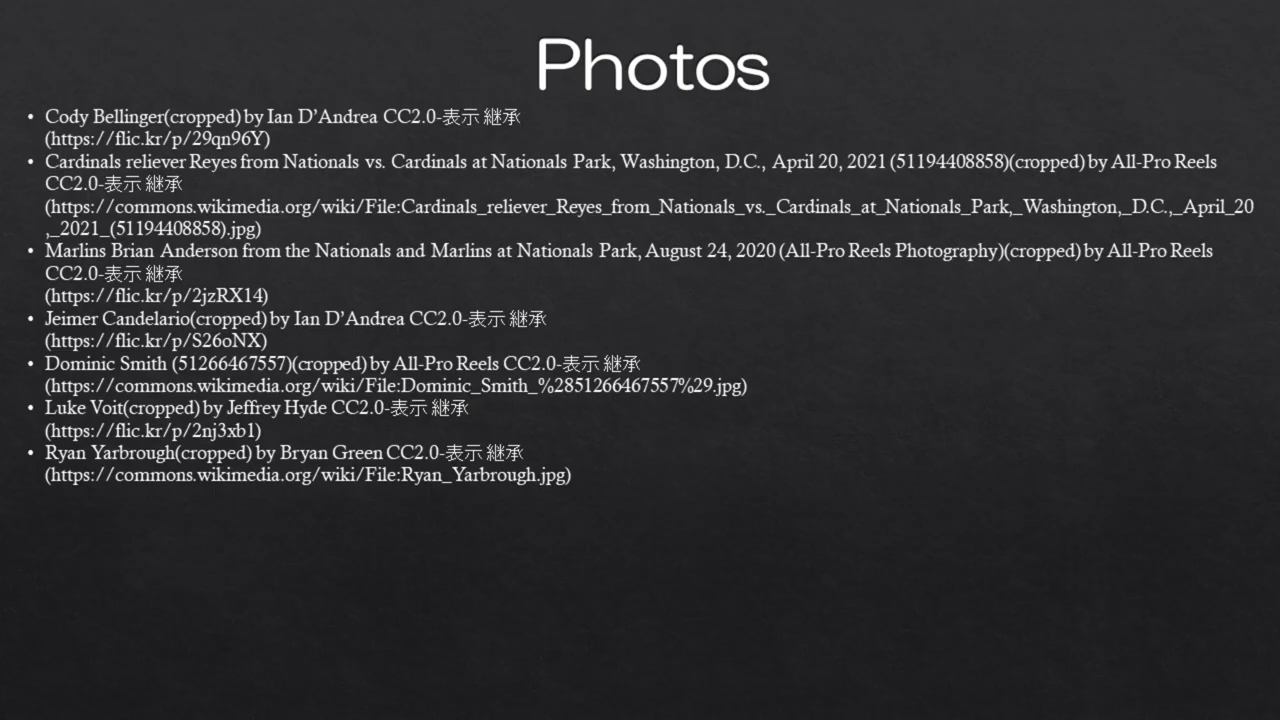 Photos
• Cody Bellinger(cropped) by Ian D’Andrea CC2.0-表示 継承
(https://flic.kr/p/29qn96Y)
• Cardinals reliever Reyes from Nationals vs. Cardinals at Nationals Park, Washington, D.C., April 20, 2021 (51194408858)(cropped) by All-Pro Reels
CC2.0-表示 継承
(https://commons.wikimedia.org/wiki/File:Cardinals_reliever_Reyes_from_Nationals_vs._Cardinals_at_Nationals_Park,_Washington,_D.C.,_April_20
,_2021_(51194408858).jpg)
• Marlins Brian Anderson from the Nationals and Marlins at Nationals Park, August 24, 2020 (All-Pro Reels Photography)(cropped) by All-Pro Reels
CC2.0-表示 継承
(https://flic.kr/p/2jzRX14)
• Jeimer Candelario(cropped) by Ian D’Andrea CC2.0-表示 継承
(https://flic.kr/p/S26oNX)
• Dominic Smith (51266467557)(cropped) by All-Pro Reels CC2.0-表示 継承
(https://commons.wikimedia.org/wiki/File:Dominic_Smith_%2851266467557%29.jpg)
• Luke Voit(cropped) by Jeffrey Hyde CC2.0-表示 継承
(https://flic.kr/p/2nj3xb1)
• Ryan Yarbrough(cropped) by Bryan Green CC2.0-表示 継承
(https://commons.wikimedia.org/wiki/File:Ryan_Yarbrough.jpg)